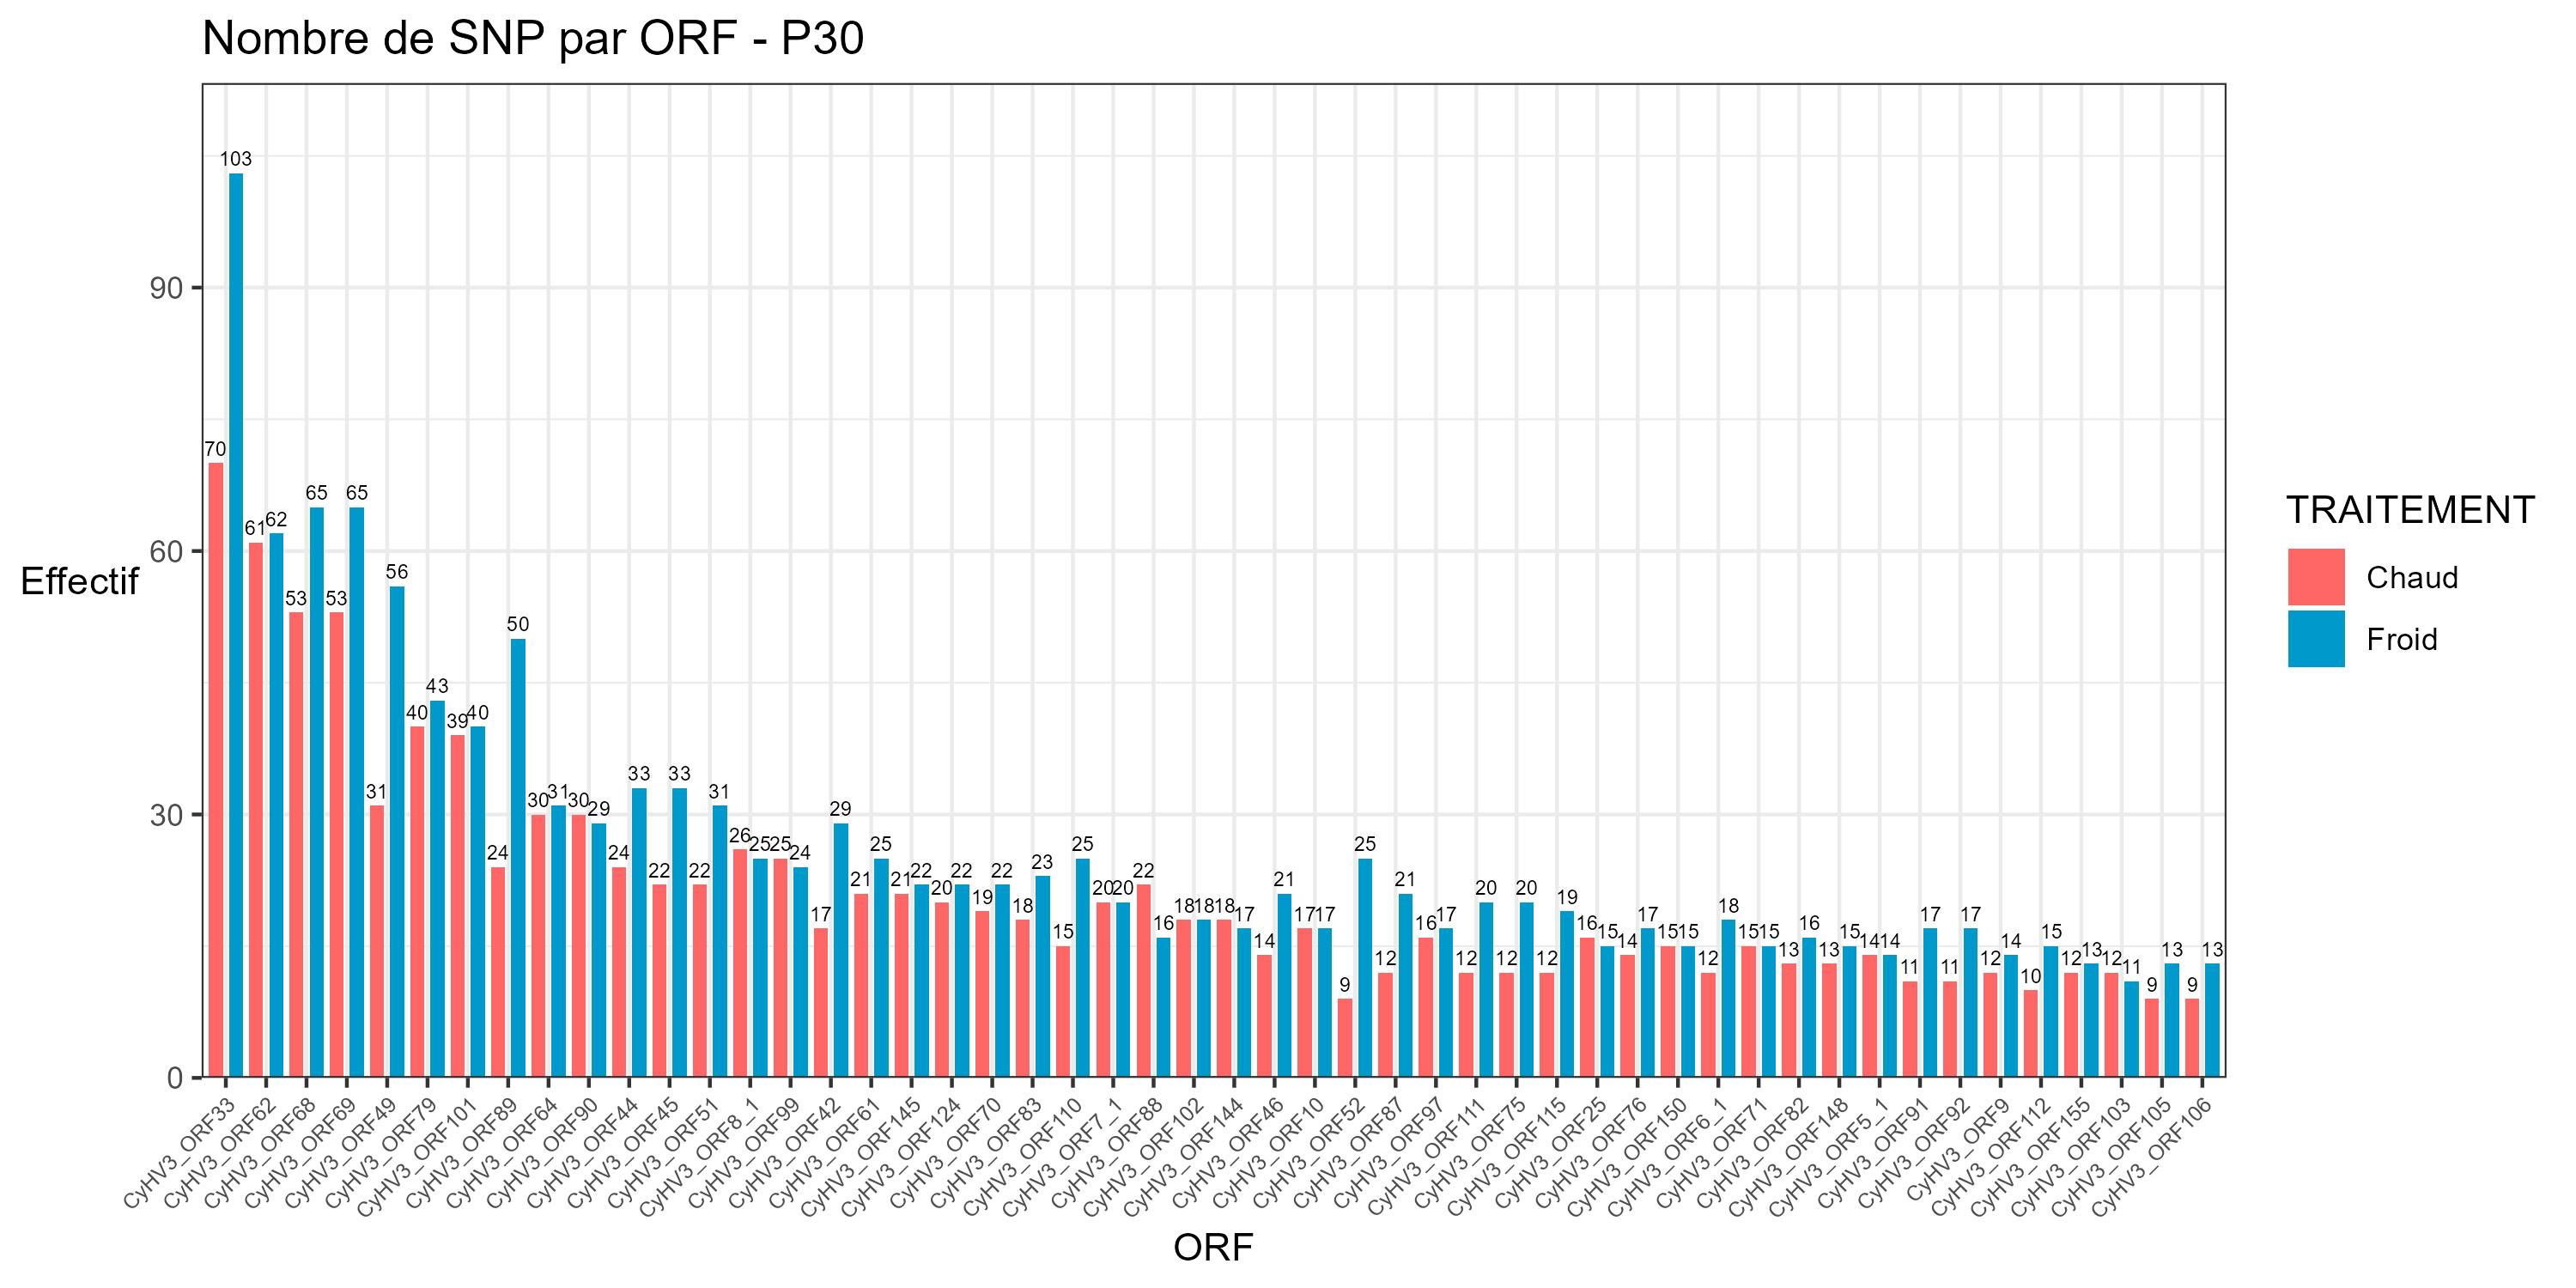 Nombre de SNP par ORF - P30
Effectif
90
60
30
0
70 103
61 62
53 65
53 65
31 56
40 43
39 40
24 50
30 31
30 29
24 33
22 33
22 31
26 25
25 24
17 29
21 25
21 22
20 22
19 22
18 23
15 25
20 20
22 16
18 18
18 17
14 21
17 17
9 25
12 21
16 17
12 20
12 20
12 19
16 15
14 17
15 15
12 18
15 15
13 16
13 15
14 14
11 17
11 17
12 14
10 15
12 13
12 11
9 13
9 13
CyHV3_ORF33
CyHV3_ORF62
CyHV3_ORF68
CyHV3_ORF69
CyHV3_ORF49
CyHV3_ORF79
CyHV3_ORF101
CyHV3_ORF89
CyHV3_ORF64
CyHV3_ORF90
CyHV3_ORF44
CyHV3_ORF45
CyHV3_ORF51
CyHV3_ORF8_1
CyHV3_ORF99
CyHV3_ORF42
CyHV3_ORF61
CyHV3_ORF145
CyHV3_ORF124
CyHV3_ORF70
CyHV3_ORF83
CyHV3_ORF110
CyHV3_ORF7_1
CyHV3_ORF88
CyHV3_ORF102
CyHV3_ORF144
CyHV3_ORF46
CyHV3_ORF10
CyHV3_ORF52
CyHV3_ORF87
CyHV3_ORF97
CyHV3_ORF111
CyHV3_ORF75
CyHV3_ORF115
CyHV3_ORF25
CyHV3_ORF76
CyHV3_ORF150
CyHV3_ORF6_1
CyHV3_ORF71
CyHV3_ORF82
CyHV3_ORF148
CyHV3_ORF5_1
CyHV3_ORF91
CyHV3_ORF92
CyHV3_ORF9
CyHV3_ORF112
CyHV3_ORF155
CyHV3_ORF103
CyHV3_ORF105
CyHV3_ORF106
ORF
TRAITEMENT
Chaud
Froid